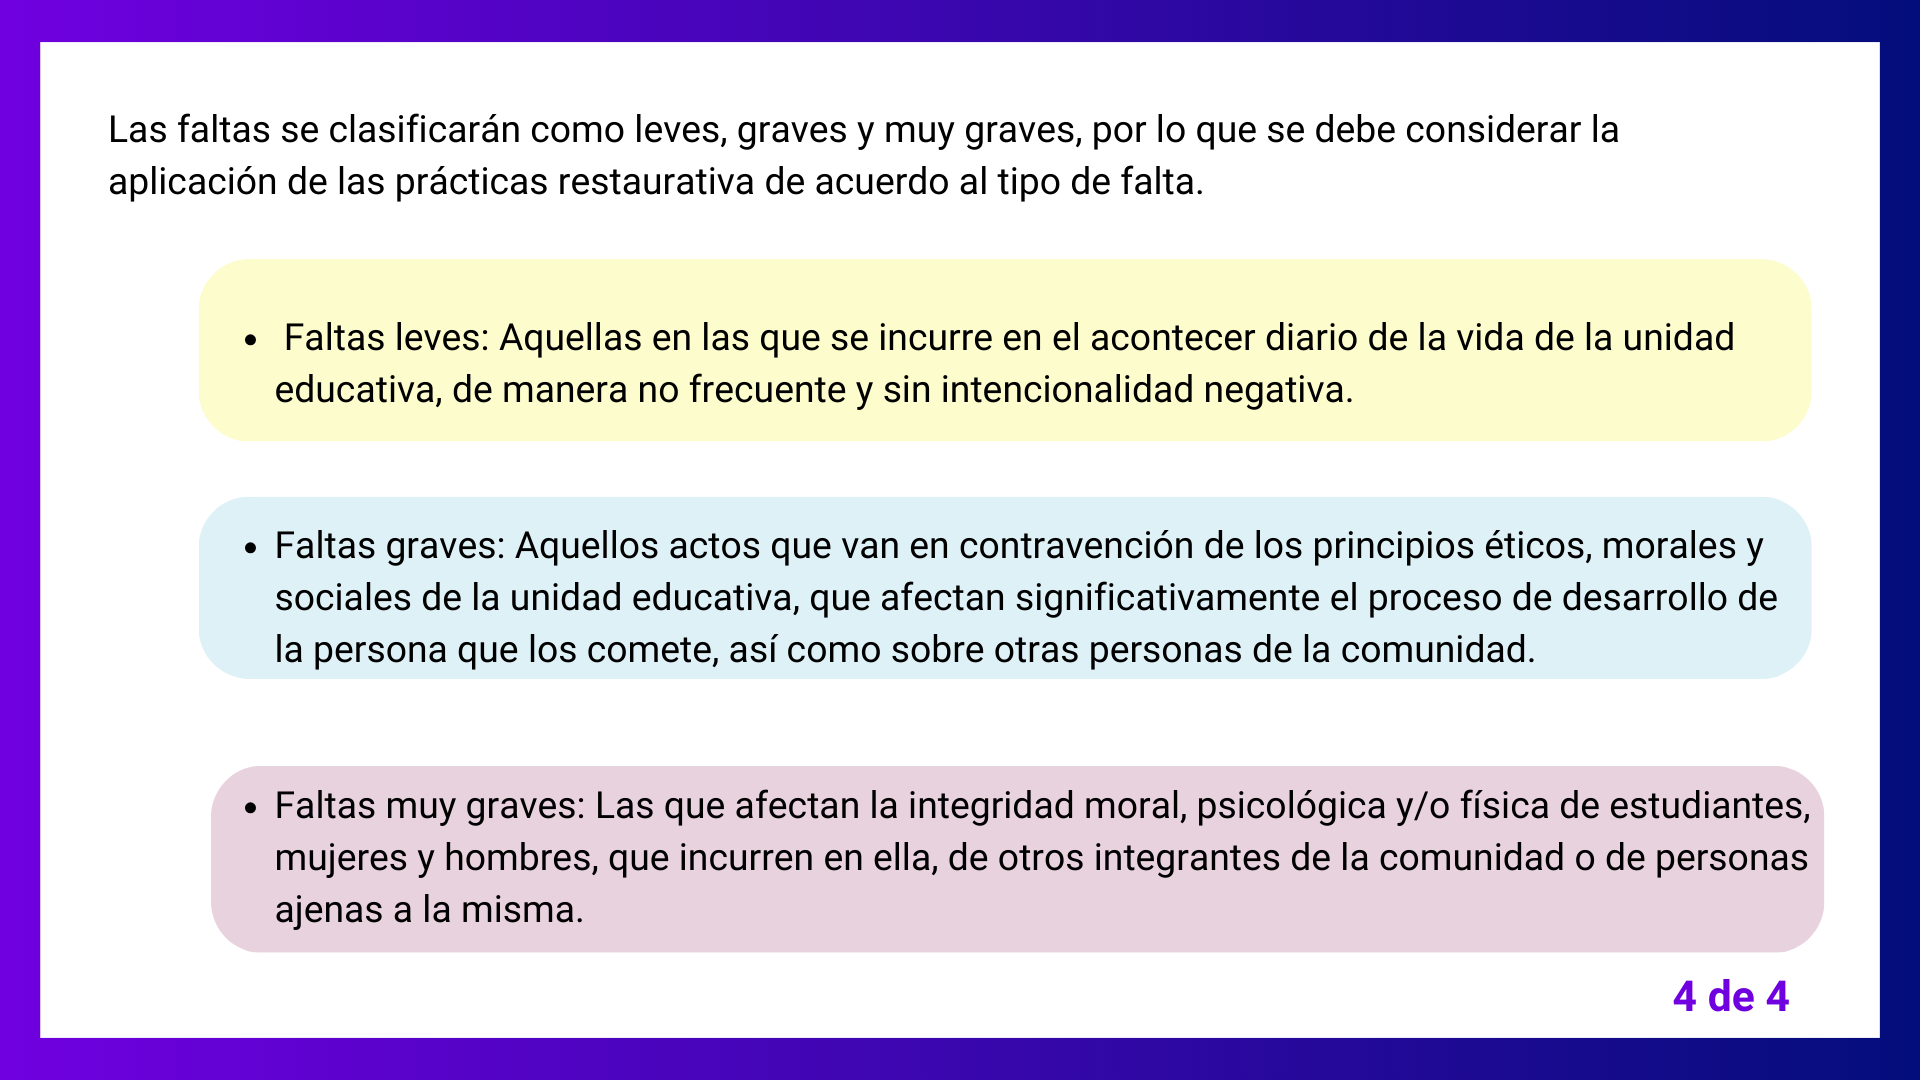 Las faltas se clasificarán como leves, graves y muy graves, por lo que se debe considerar la
aplicación de las prácticas restaurativa de acuerdo al tipo de falta.
• Faltas leves: Aquellas en las que se incurre en el acontecer diario de la vida de la unidad
educativa, de manera no frecuente y sin intencionalidad negativa.
• Faltas graves: Aquellos actos que van en contravención de los principios éticos, morales y
sociales de la unidad educativa, que afectan significativamente el proceso de desarrollo de
la persona que los comete, así como sobre otras personas de la comunidad.
• Faltas muy graves: Las que afectan la integridad moral, psicológica y/o física de estudiantes,
mujeres y hombres, que incurren en ella, de otros integrantes de la comunidad o de personas
ajenas a la misma.
4 de 4